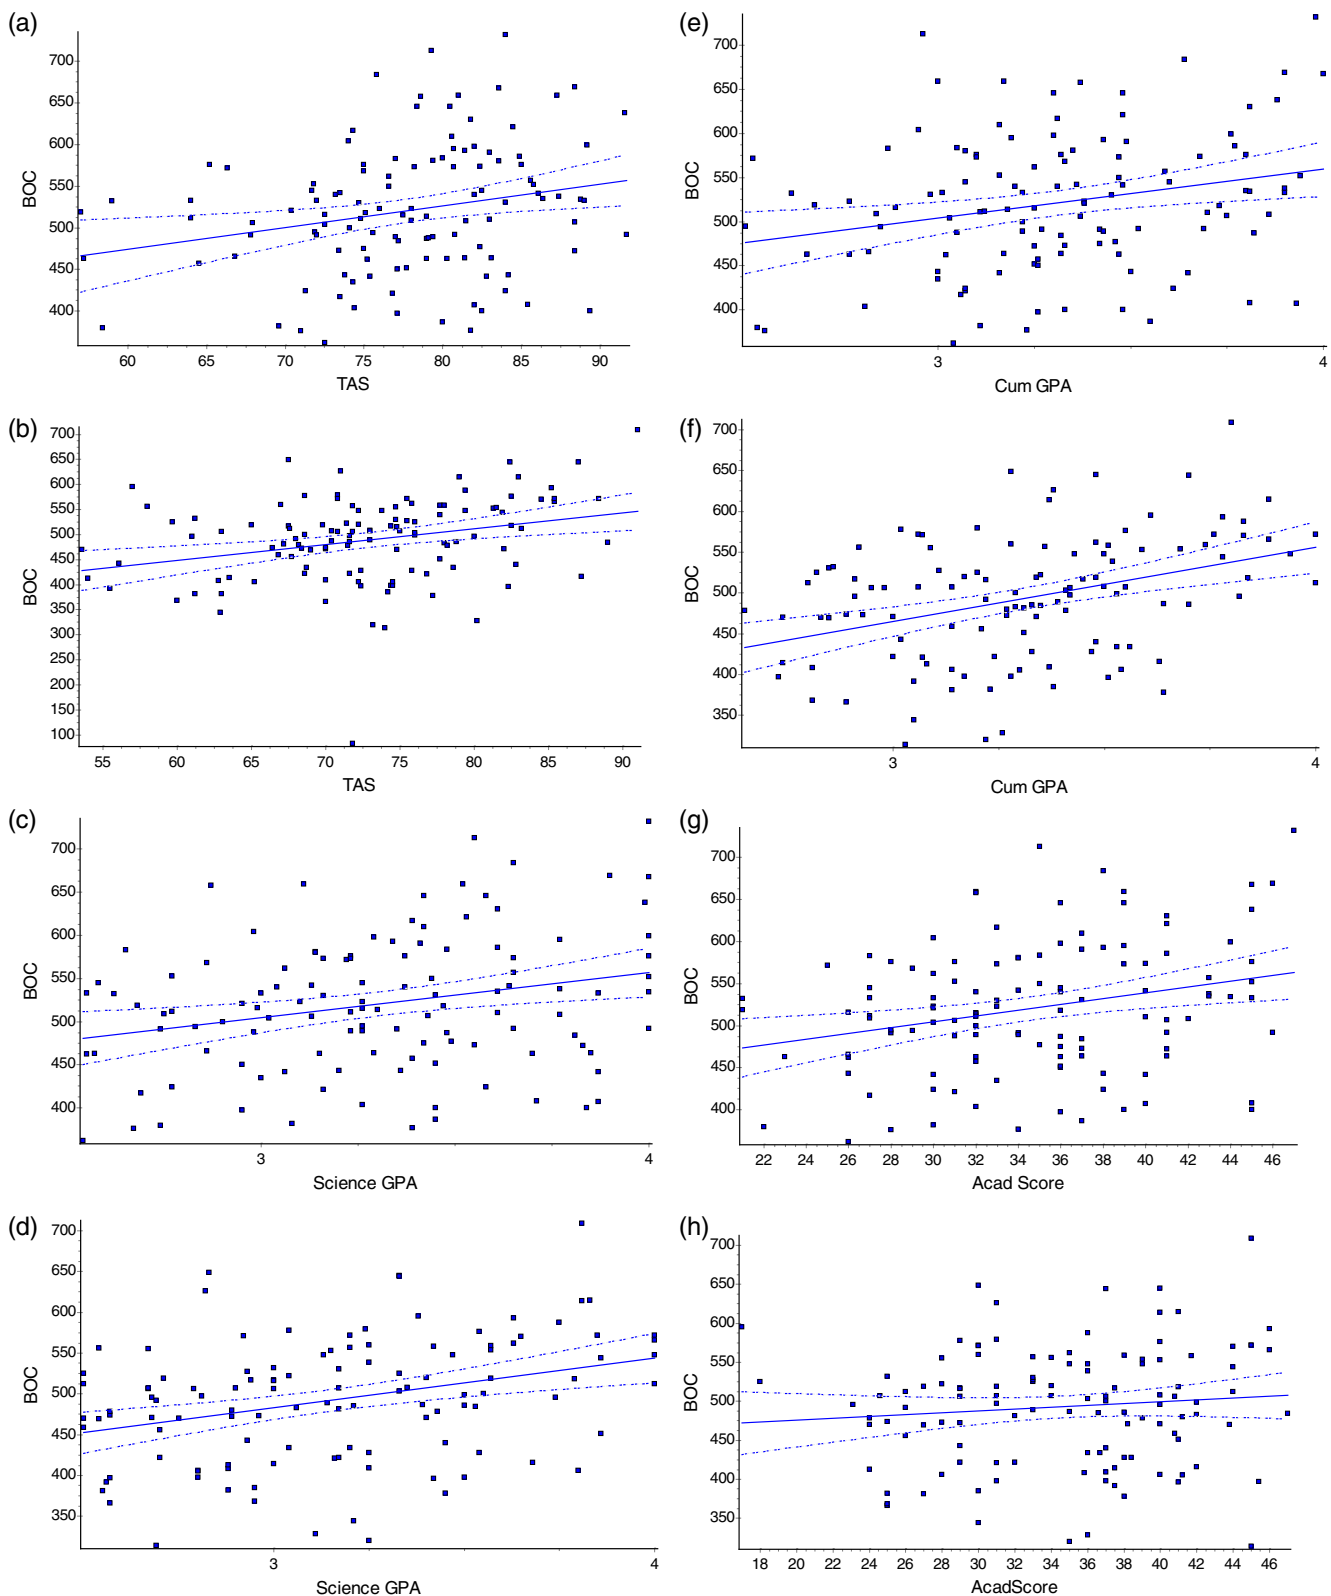 (a)
700
650
600
550
500
450
400
BOC
60 65 70 75 80 85 90
TAS
(e)
700
650
600
550
500
450
400
BOC
3 4
Cum GPA
(b)
700
650
600
550
500
450
400
350
300
250
200
150
100
BOC
55 60 65 70 75 80 85 90
TAS
(f)
700
650
600
550
500
450
400
350
BOC
3 4
Cum GPA
(c)
700
650
600
550
500
450
400
BOC
3 4
Science GPA
(g)
700
650
600
550
500
450
400
BOC
22 24 26 28 30 32 34 36 38 40 42 44 46
Acad Score
(d)
700
650
600
550
500
450
400
350
BOC
3 4
Science GPA
(h)
700
650
600
550
500
450
400
350
BOC
18 20 22 24 26 28 30 32 34 36 38 40 42 44 46
AcadScore